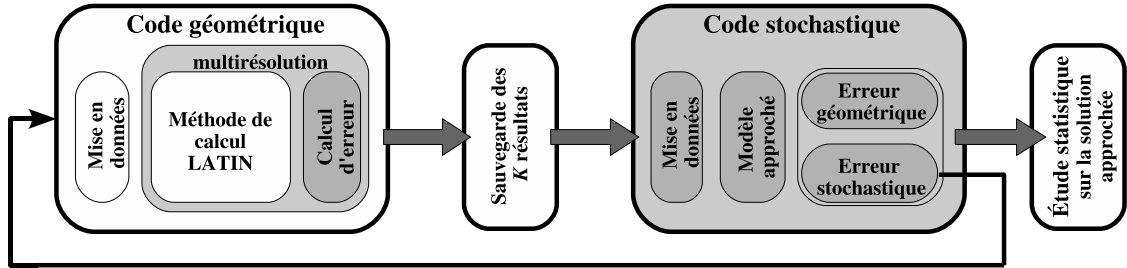 Code géométrique
multirésolution
Mise en
données
Méthode de
calcul
LATIN
Calcul
d'erreur
Sauvegarde des
K résultats
Code stochastique
Mise en
données
Modèle
approché
Erreur
géométrique
Erreur
stochastique
Étude statistique
sur la solution
approchée